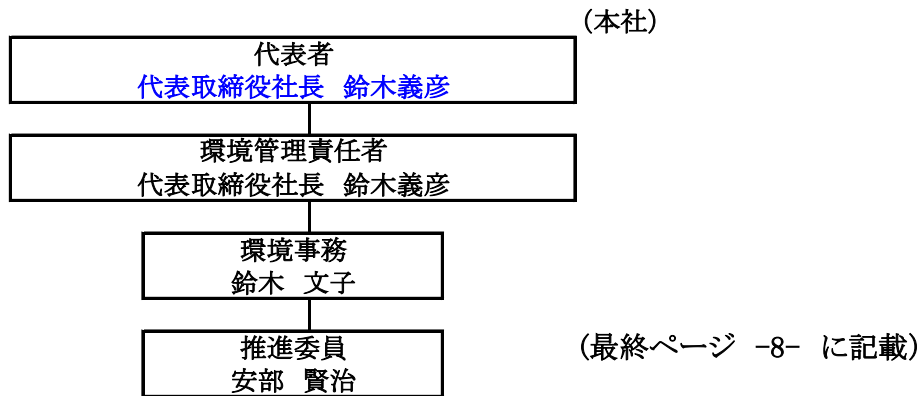 (本社)
代表者
代表取締役社長 鈴木義彦
環境管理責任者
代表取締役社長 鈴木義彦
環境事務
鈴木 文子
推進委員
安部 賢治
(最終ページ -8- に記載)